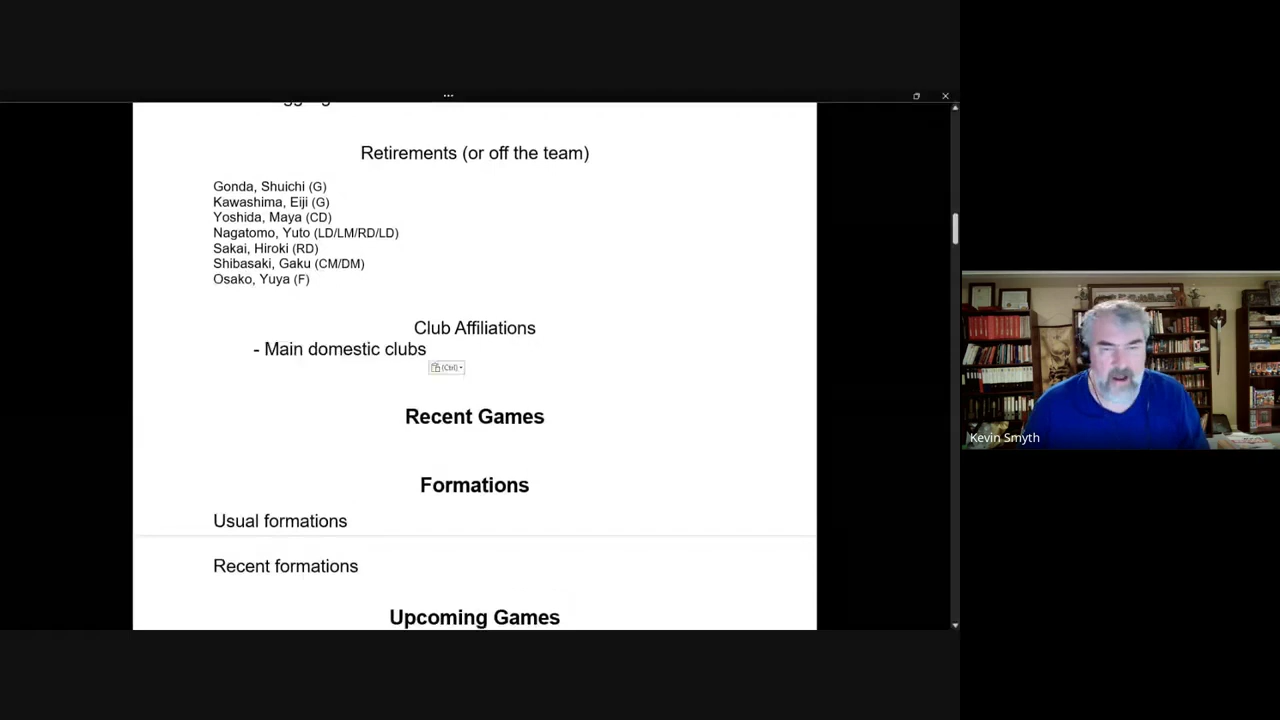 Retirements (or off the team)
Gonda, Shuichi (G)
Kawashima, Eiji (G)
Yoshida, Maya (CD)
Nagatomo, Yuto (LD/LM/RD/LD)
Sakai, Hiroki (RD)
Shibasaki, Gaku (CM/DM)
Osako, Yuya (F)
Club Affiliations
- Main domestic clubs
(Ctrl)
Recent Games
Formations
Usual formations
Recent formations
Upcoming Games
Kevin Smyth